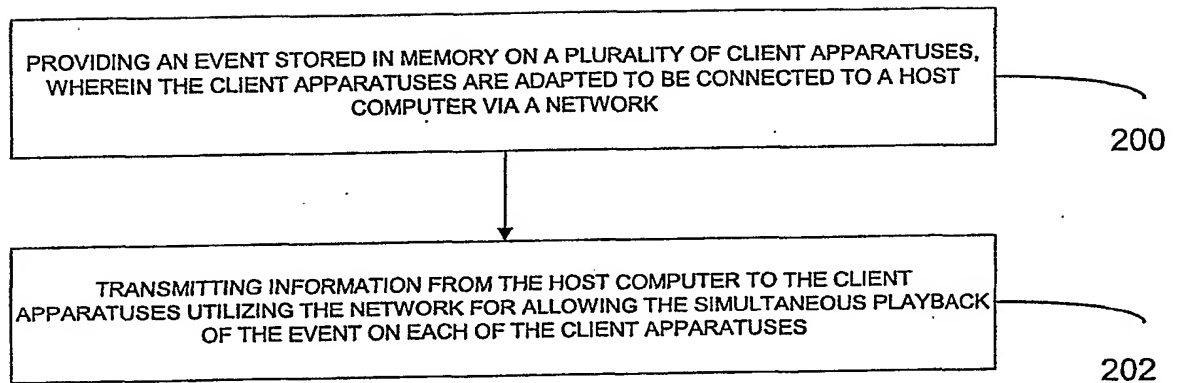 PROVIDING AN EVENT STORED IN MEMORY ON A PLURALITY OF CLIENT APPARATUSES,
WHEREIN THE CLIENT APPARATUSES ARE ADAPTED TO BE CONNECTED TO A HOST
COMPUTER VIA A NETWORK
200
TRANSMITTING INFORMATION FROM THE HOST COMPUTER TO THE CLIENT
APPARATUSES UTILIZING THE NETWORK FOR ALLOWING THE SIMULTANEOUS PLAYBACK
OF THE EVENT ON EACH OF THE CLIENT APPARATUSES
202